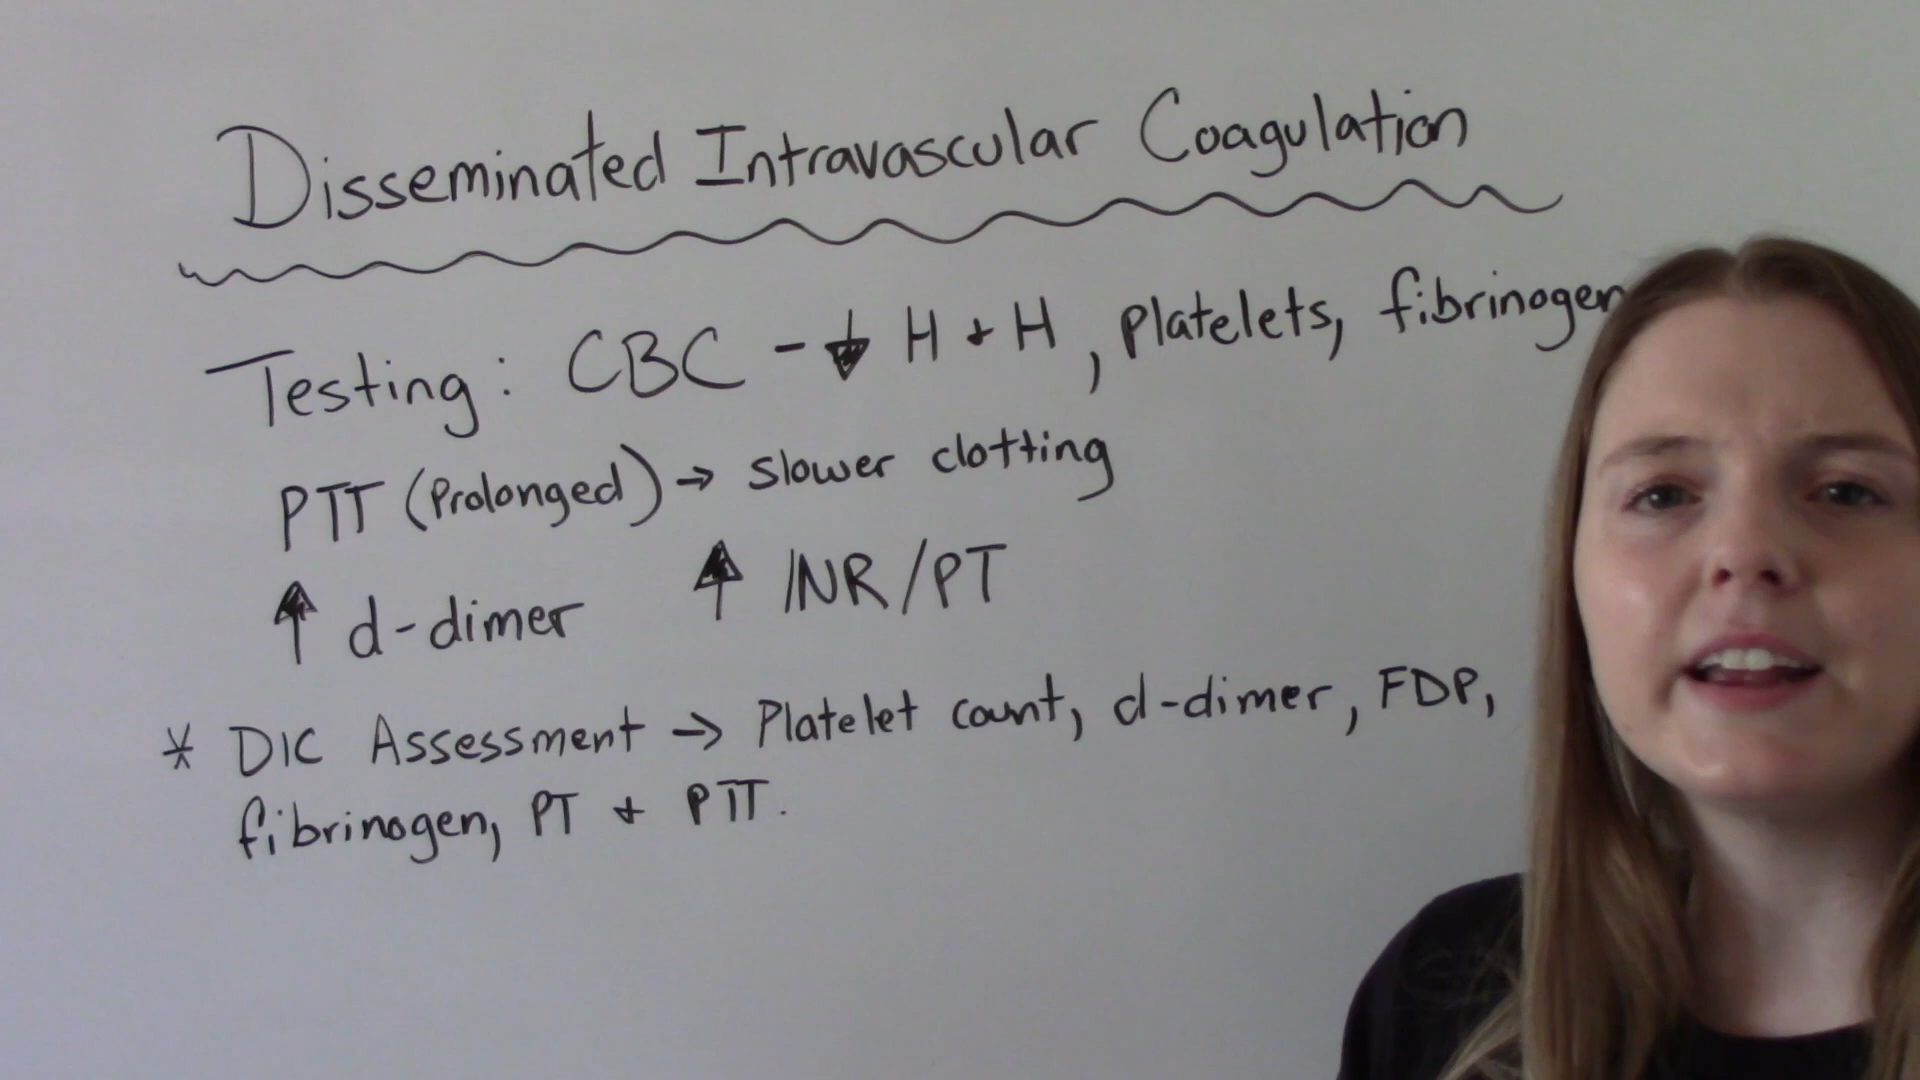 Disseminated Intravascular Coagulation
Testing: CBC - ↓ H + H, Platelets, fibrinogen
PTT (Prolonged) → slower clotting
↑ d-dimer ↑ INR/PT
* DIC Assessment → Platelet count, d-dimer, FDP,
fibrinogen, PT + PTT.